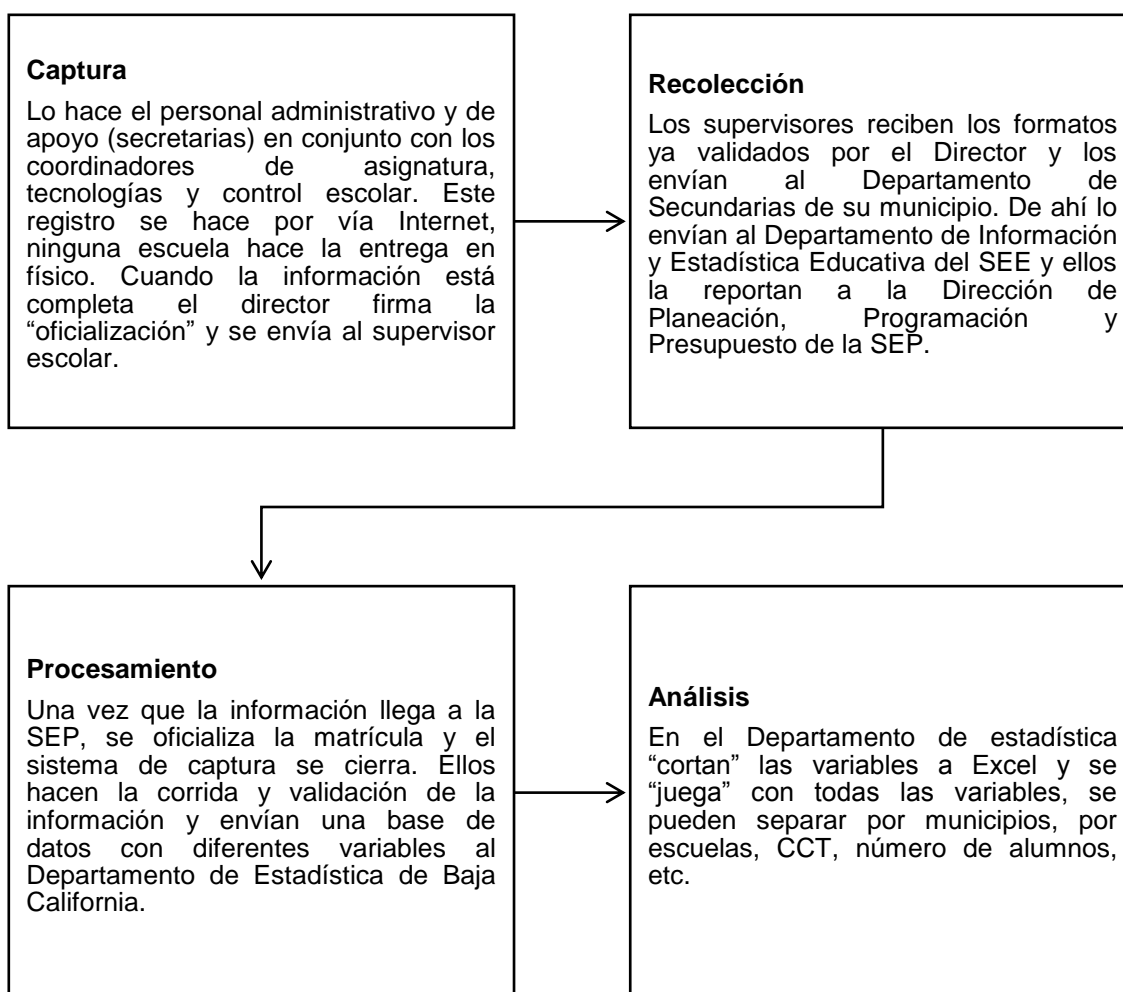 Captura
Lo hace el personal administrativo y de
apoyo (secretarias) en conjunto con los
coordinadores de asignatura,
tecnologías y control escolar. Este
registro se hace por vía Internet,
ninguna escuela hace la entrega en
físico. Cuando la información está
completa el director firma la
“oficialización” y se envía al supervisor
escolar.
Recolección
Los supervisores reciben los formatos
ya validados por el Director y los
envían al Departamento de
Secundarias de su municipio. De ahí lo
envían al Departamento de Información
y Estadística Educativa del SEE y ellos
la reportan a la Dirección de
Planeación, Programación y
Presupuesto de la SEP.
Procesamiento
Una vez que la información llega a la
SEP, se oficializa la matrícula y el
sistema de captura se cierra. Ellos
hacen la corrida y validación de la
información y envían una base de
datos con diferentes variables al
Departamento de Estadística de Baja
California.
Análisis
En el Departamento de estadística
“cortan” las variables a Excel y se
“juega” con todas las variables, se
pueden separar por municipios, por
escuelas, CCT, número de alumnos,
etc.